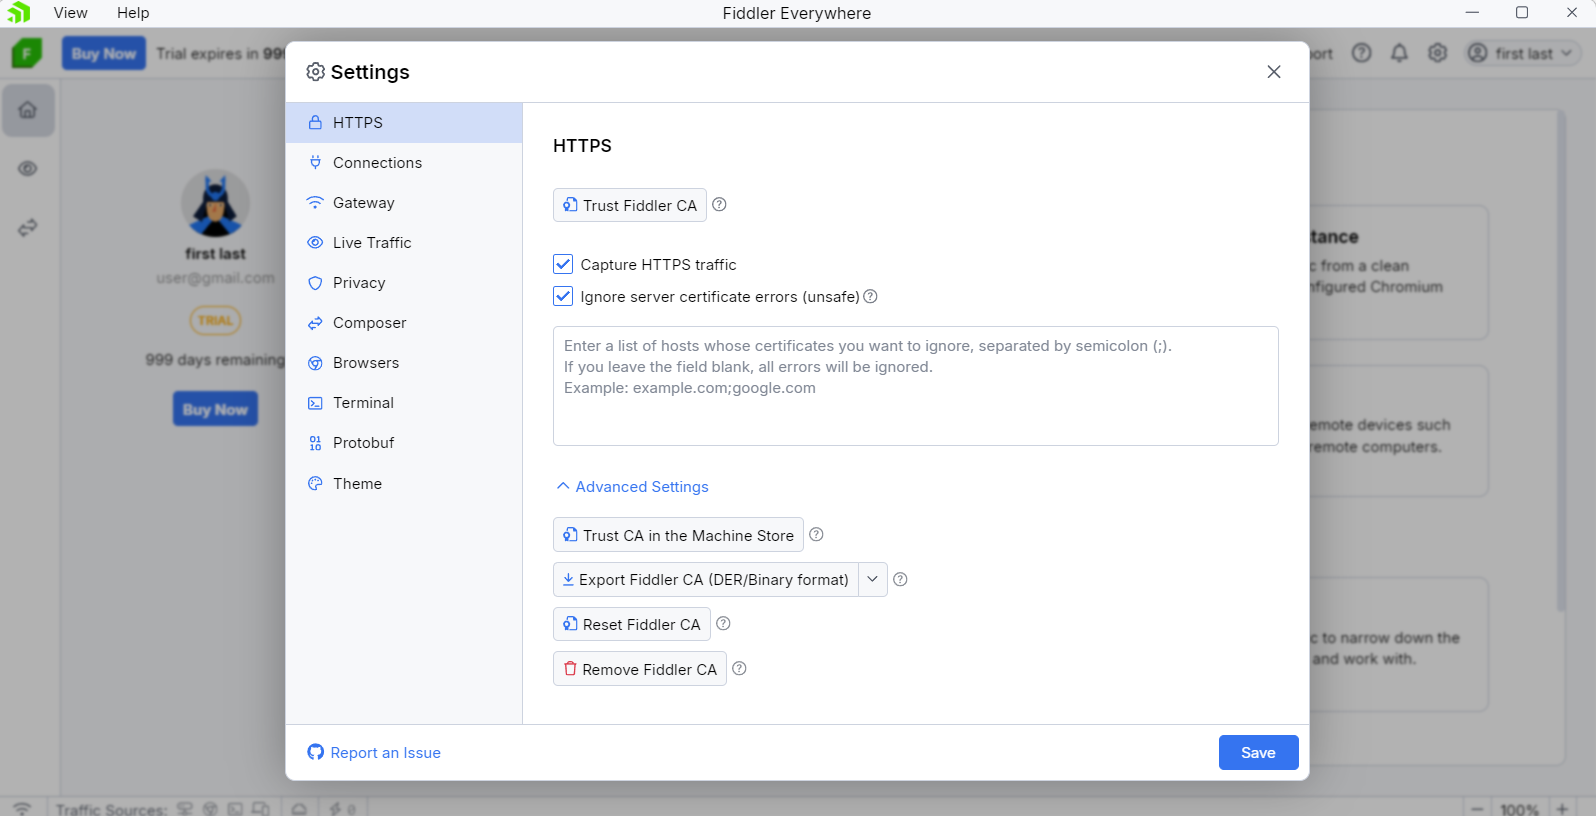 View Help Fiddler Everywhere
F Buy Now Trial expires in 999 ort first last
Settings
HTTPS
Connections
Gateway
Live Traffic
Privacy
Composer
Browsers
Terminal
Protobuf
Theme
HTTPS
Trust Fiddler CA
Capture HTTPS traffic
Ignore server certificate errors (unsafe)
Enter a list of hosts whose certificates you want to ignore, separated by semicolon (;).
If you leave the field blank, all errors will be ignored.
Example: example.com;google.com
Advanced Settings
Trust CA in the Machine Store
Export Fiddler CA (DER/Binary format)
Reset Fiddler CA
Remove Fiddler CA
Report an Issue
Save
first last
user@gmail.com
TRIAL
999 days remaining
Buy Now
tance
c from a clean
nfigured Chromium
emote devices such
remote computers.
c to narrow down the
and work with.
Traffic Sources: 0 100%